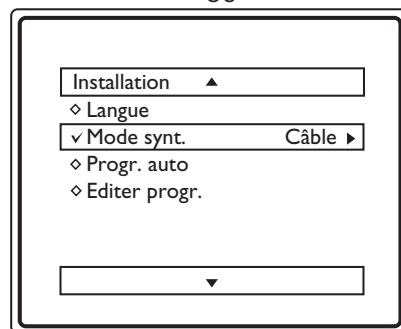 Installation ▲
◇ Langue
✓ Mode synt. Câble ▶
◇ Progr. auto
◇ Editer progr.
▼